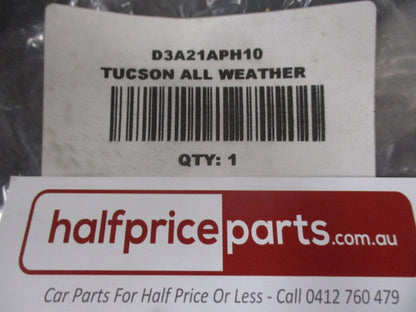 D3A21APH10
TUCSON ALL WEATHER
QTY: 1
halfpriceparts.com.au
Car Parts For Half Price Or Less - Call 0412 760 479